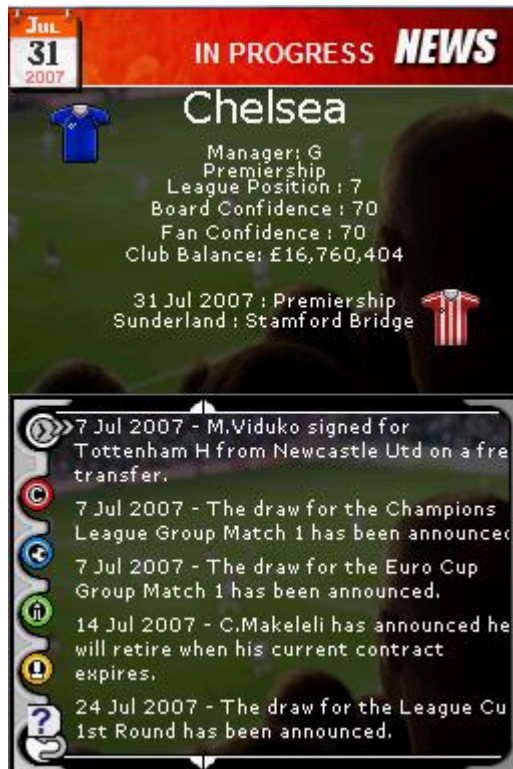 JUL
31
2007
IN PROGRESS NEWS
Chelsea
Manager: G
Premiership
League Position : 7
Board Confidence : 70
Fan Confidence : 70
Club Balance: £16,760,404
31 Jul 2007 : Premiership
Sunderland : Stamford Bridge
7 Jul 2007 - M.Viduko signed for
Tottenham H from Newcastle Utd on a fre
transfer.
7 Jul 2007 - The draw for the Champions
League Group Match 1 has been announced
7 Jul 2007 - The draw for the Euro Cup
Group Match 1 has been announced.
14 Jul 2007 - C.Makeleli has announced he
will retire when his current contract
expires.
24 Jul 2007 - The draw for the League Cu
1st Round has been announced.
C
?